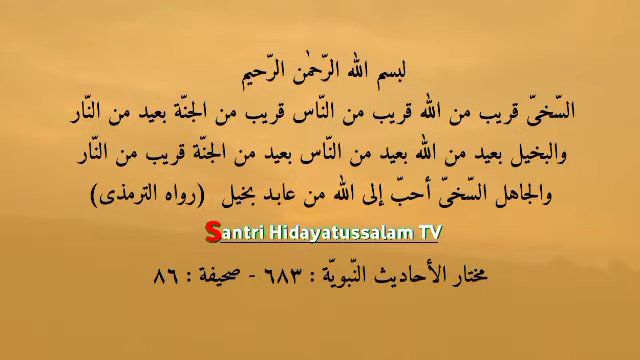 لبسم الله الرّحمٰن الرّحيم
السّخيّ قريب من الله قريب من النّاس قريب من الجنّة بعيد من النّار
والبخيل بعيد من الله بعيد من النّاس بعيد من الجنّة قريب من النّار
والجاهل السّخيّ أحبّ إلى الله من عابد بخيل (رواه الترمذى)
Santri Hidayatussalam TV
مختار الأحاديث النّبويّة : ٦٨٣ - صحيفة : ٨٦